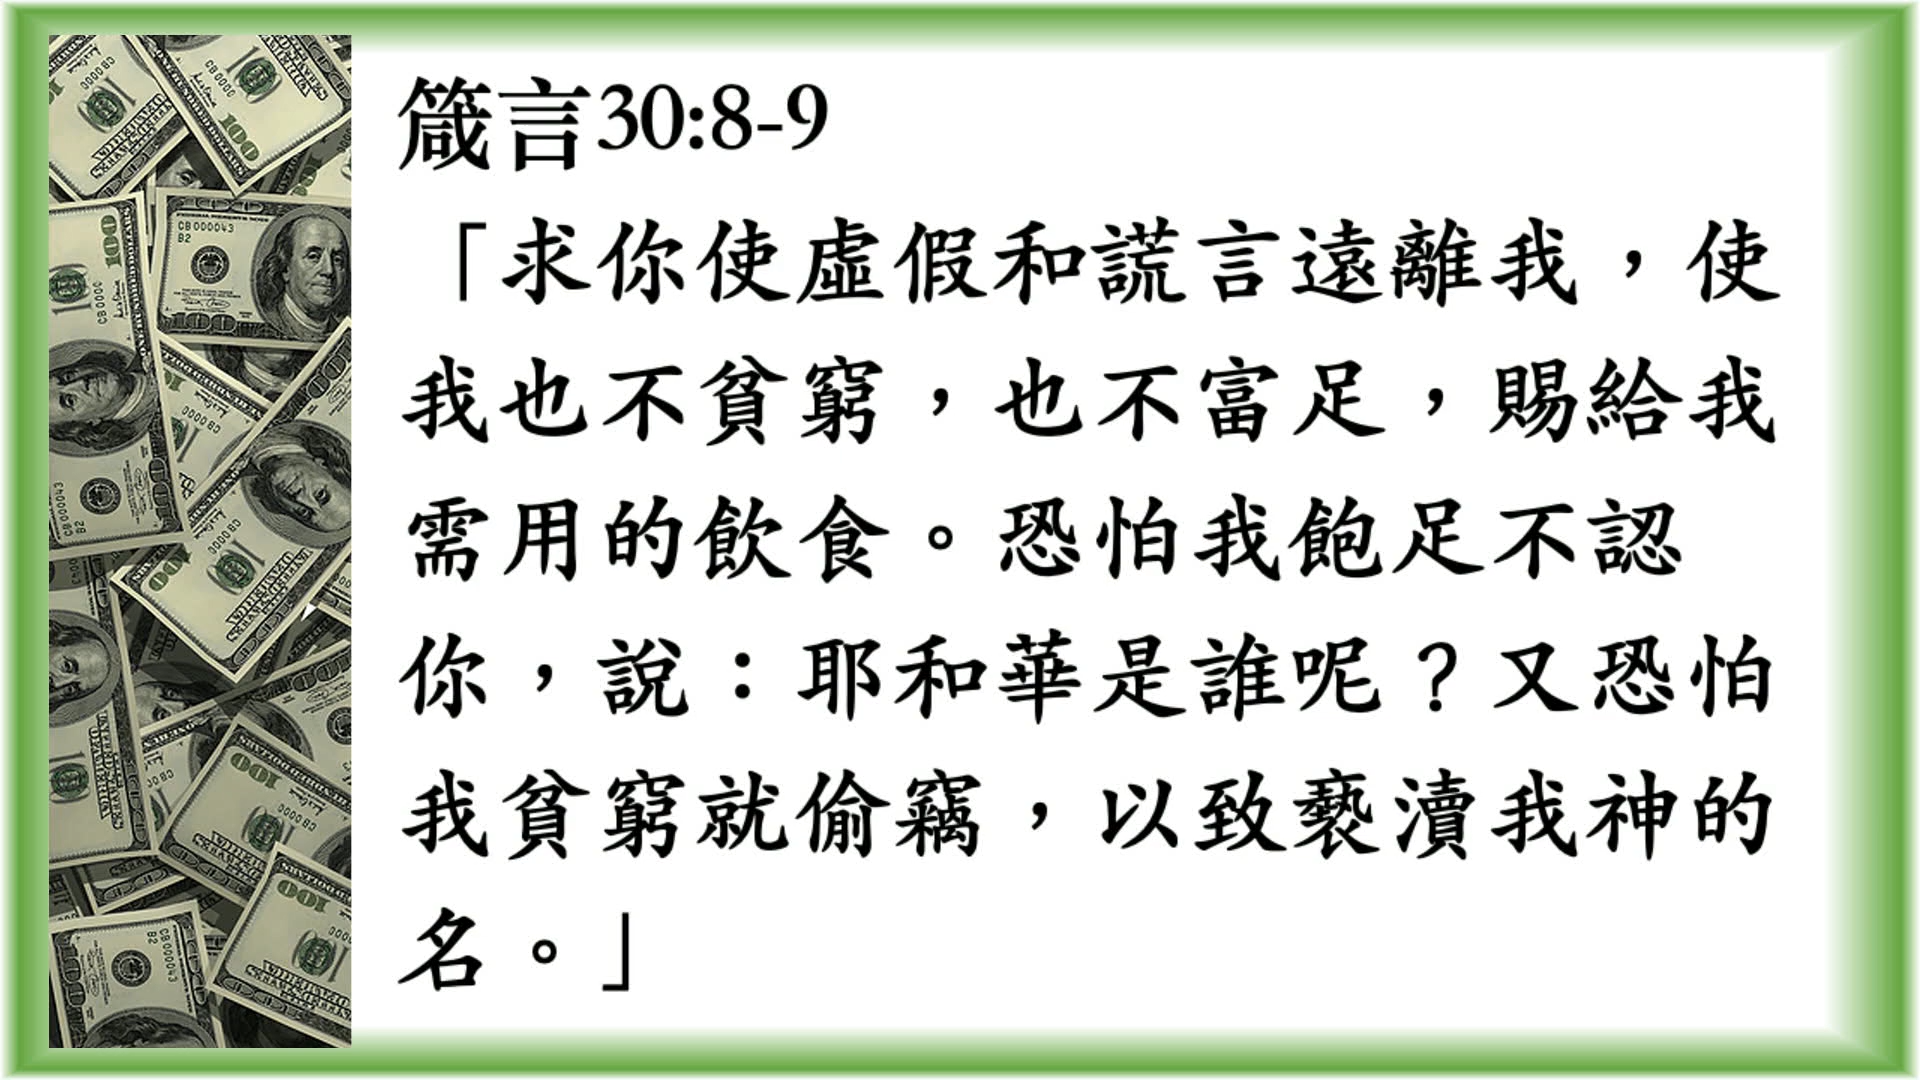 箴言30:8-9
「求你使虛假和謊言遠離我，使
我也不貧窮，也不富足，賜給我
需用的飲食。恐怕我飽足不認
你，說：耶和華是誰呢？又恐怕
我貧窮就偷竊，以致褻瀆我神的
名。」